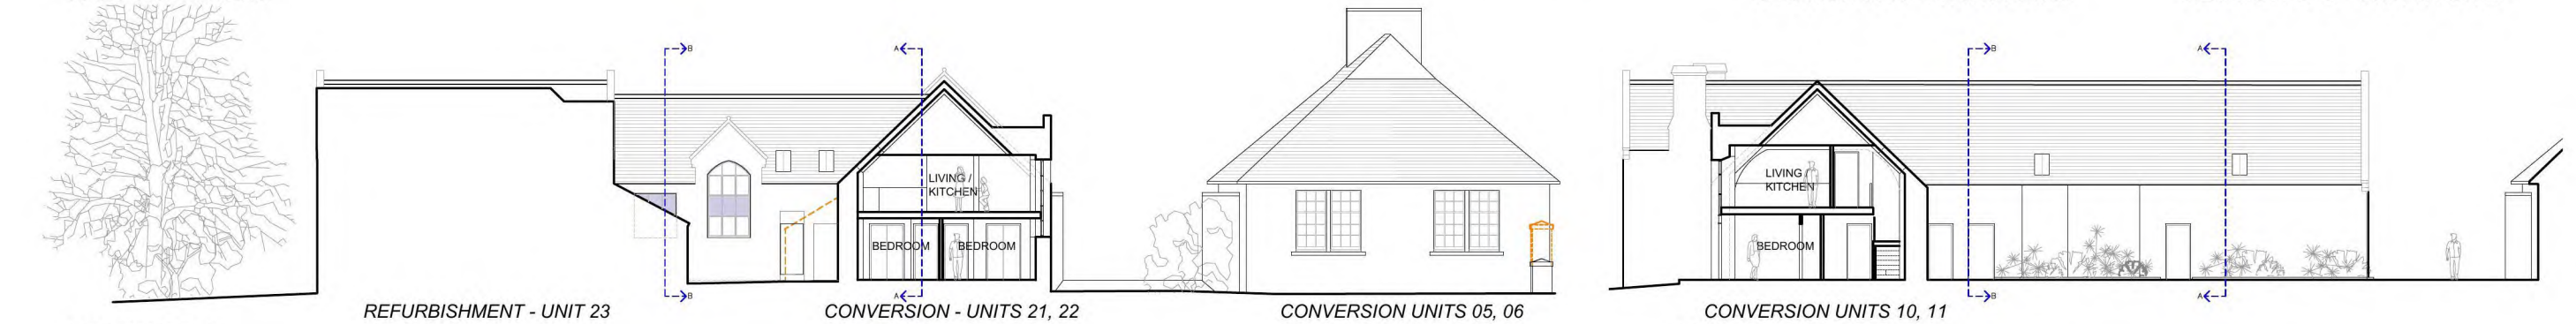 B
A
B
A
LIVING /
KITCHEN
LIVING /
KITCHEN
BEDROOM
BEDROOM
BEDROOM
B
A
B
A
REFURBISHMENT - UNIT 23
CONVERSION - UNITS 21, 22
CONVERSION UNITS 05, 06
CONVERSION UNITS 10, 11